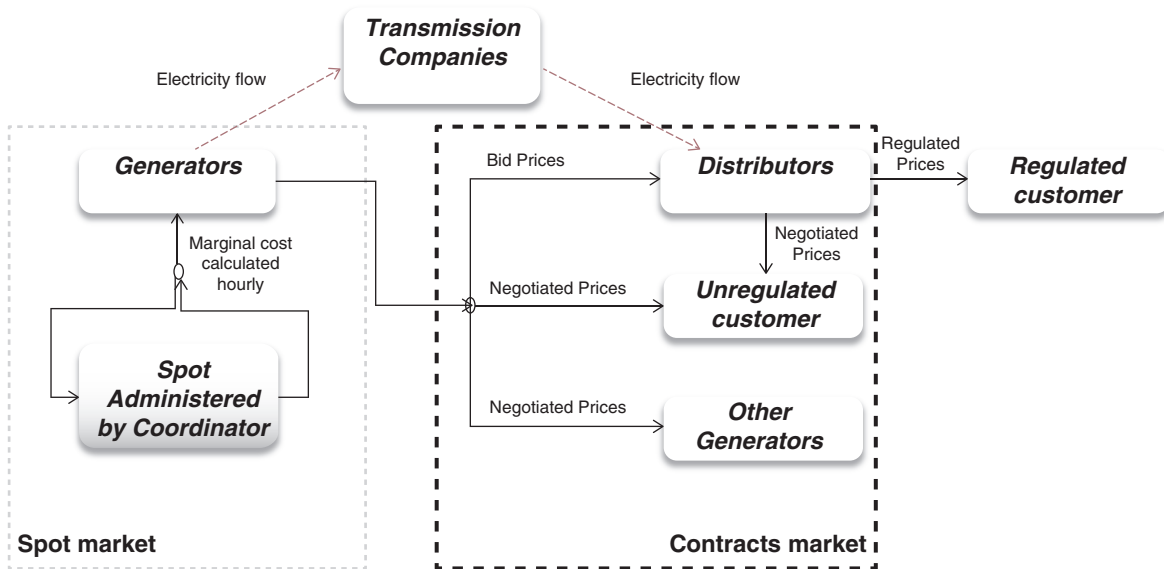 Transmission
Companies
Electricity flow
Electricity flow
Generators
Bid Prices
Distributors
Regulated
Prices
Regulated
customer
Marginal cost
calculated
hourly
Negotiated
Prices
Negotiated Prices
Unregulated
customer
Spot
Administered
by Coordinator
Negotiated Prices
Other
Generators
Spot market
Contracts market